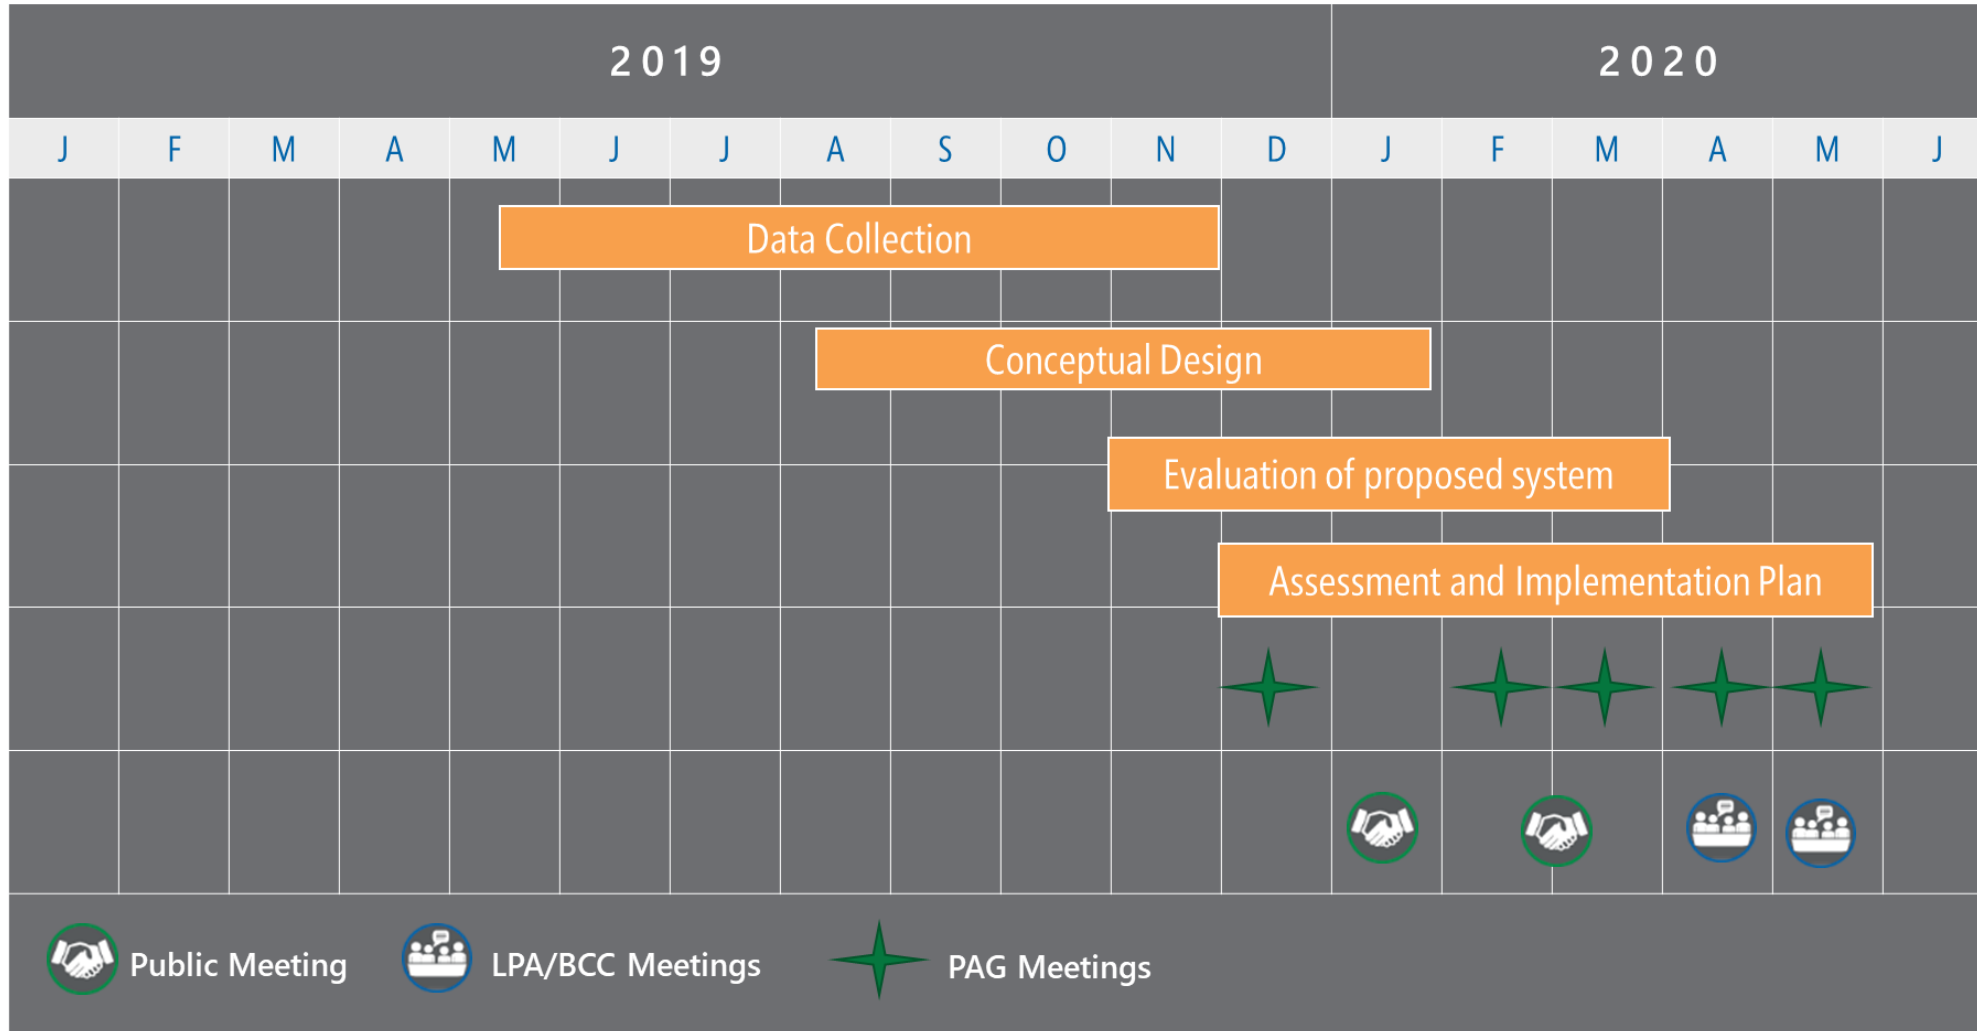 2019 2020
J F M A M J J A S O N D J F M A M J
Data Collection
Conceptual Design
Evaluation of proposed system
Assessment and Implementation Plan
Public Meeting LPA/BCC Meetings PAG Meetings